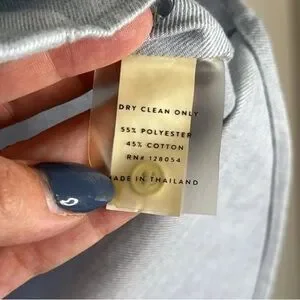 DRY CLEAN ONLY
55% POLYESTER
45% COTTON
RN# 128054
MADE IN THAILAND